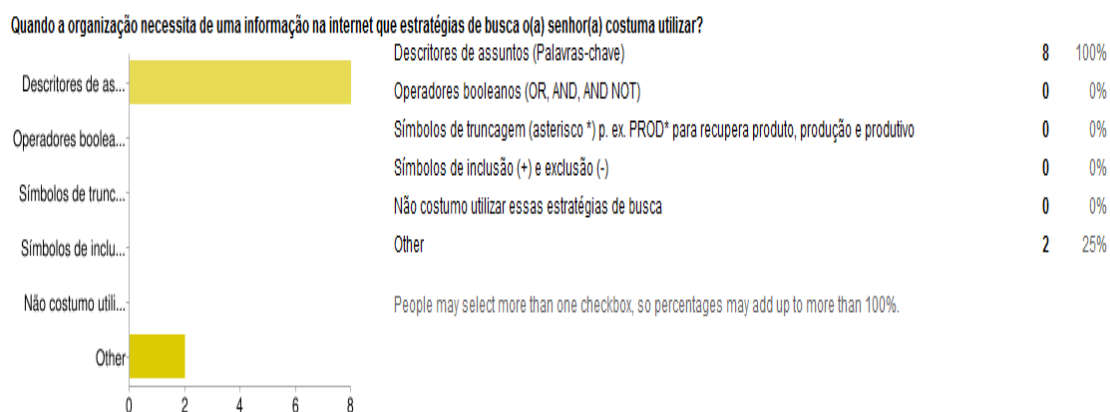 Quando a organização necessita de uma informação na internet que estratégias de busca o(a) senhor(a) costuma utilizar?
Descritores de as...
Operadores boolea...
Símbolos de trunc...
Símbolos de inclu...
Não costumo utili...
Other
0 2 4 6 8
Descritores de assuntos (Palavras-chave) 8 100%
Operadores booleanos (OR, AND, AND NOT) 0 0%
Símbolos de truncagem (asterisco *) p. ex. PROD* para recupera produto, produção e produtivo 0 0%
Símbolos de inclusão (+) e exclusão (-) 0 0%
Não costumo utilizar essas estratégias de busca 0 0%
Other 2 25%
People may select more than one checkbox, so percentages may add up to more than 100%.